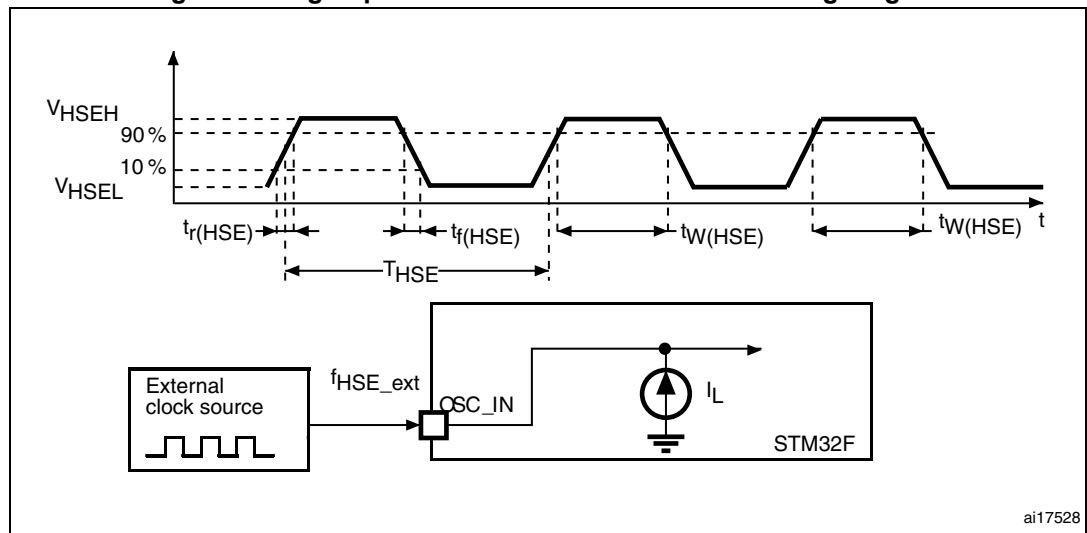 VHSEH
90 %
10 %
VHSEL
tr(HSE)
tf(HSE)
tW(HSE)
tW(HSE)
t
THSE
External
clock source
fHSE_ext
OSC_IN
IL
STM32F
ai17528